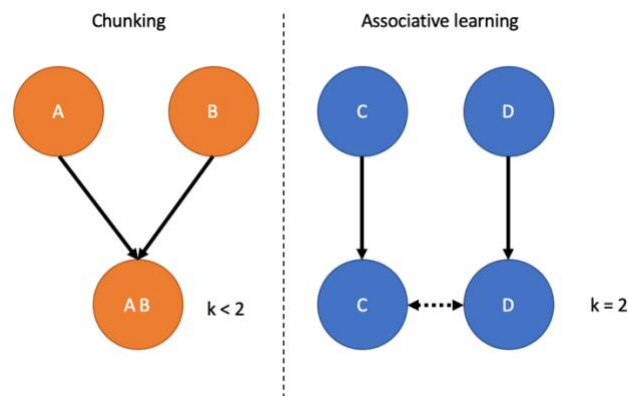 Chunking
A
B
A B
k < 2
Associative learning
C
D
C
D
k = 2